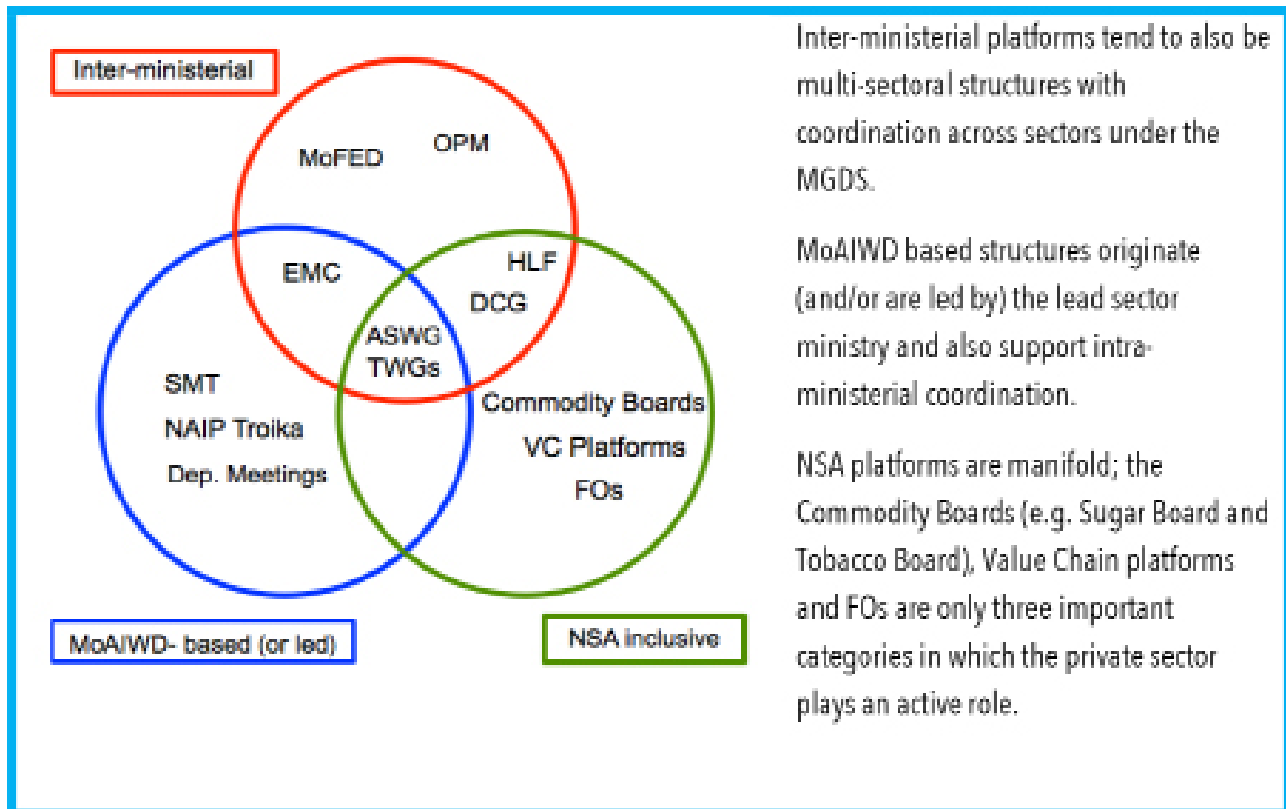 Inter-ministerial
MoFED
OPM
EMC
HLF
DCG
ASWG
TWGs
SMT
NAIP Troika
Dep. Meetings
Commodity Boards
VC Platforms
FOs
MoAIWD- based (or led)
NSA inclusive
Inter-ministerial platforms tend to also be
multi-sectoral structures with
coordination across sectors under the
MGDS.
MoAIWD based structures originate
(and/or are led by) the lead sector
ministry and also support intra-
ministerial coordination.
NSA platforms are manifold; the
Commodity Boards (e.g. Sugar Board and
Tobacco Board), Value Chain platforms
and FOs are only three important
categories in which the private sector
plays an active role.